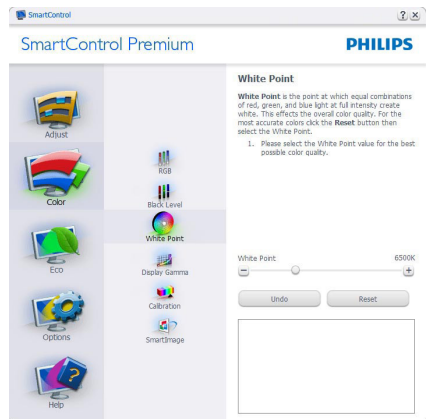 SmartControl
? ×
SmartControl Premium
PHILIPS
Adjust
Color
Eco
Options
Help
RGB
Black Level
White Point
Display Gamma
Calibration
SmartImage
White Point
White Point is the point at which equal combinations
of red, green, and blue light at full intensity create
white. This effects the overall color quality. For the
most accurate colors click the Reset button then
select the White Point.
1. Please select the White Point value for the best
possible color quality.
White Point 6500K
Undo
Reset